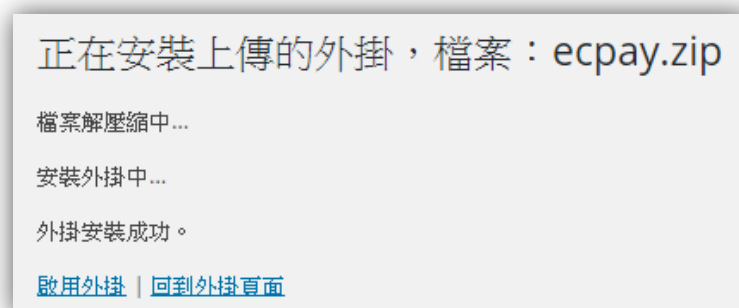 正在安裝上傳的外掛，檔案：ecpay.zip
檔案解壓縮中...
安裝外掛中...
外掛安裝成功。
啟用外掛 | 回到外掛頁面